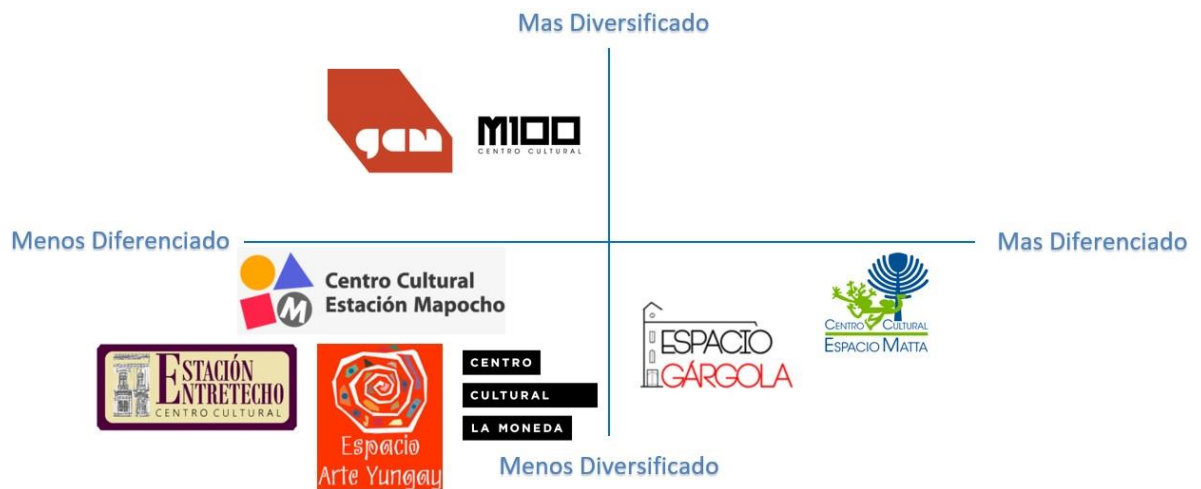 Mas Diversificado
gam
M100
CENTRO CULTURAL
Menos Diferenciado
Mas Diferenciado
Centro Cultural
Estación Mapocho
M
CENTRO CULTURAL
ESPACIO MATTA
ESPACIO
GÁRGOLA
ESTACIÓN
ENTRETECHO
CENTRO CULTURAL
Espacio
Arte Yungay
CENTRO
CULTURAL
LA MONEDA
Menos Diversificado